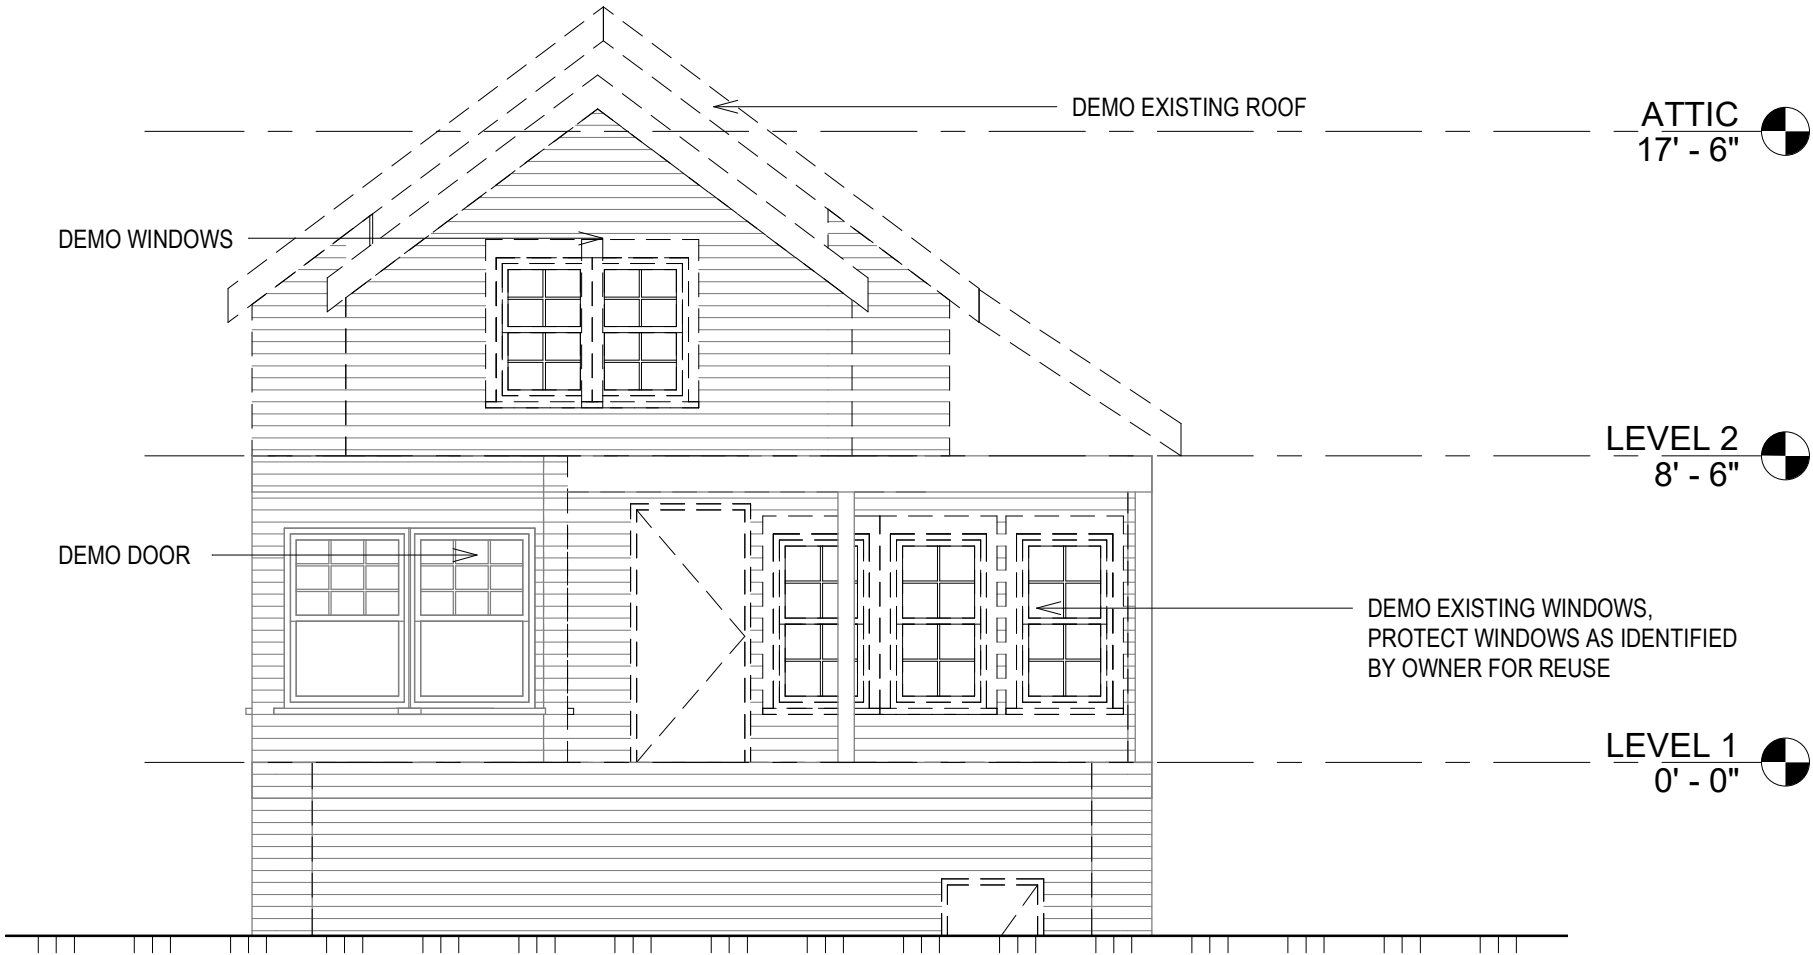 DEMO EXISTING ROOF
ATTIC
17' - 6"
DEMO WINDOWS
LEVEL 2
8' - 6"
DEMO DOOR
DEMO EXISTING WINDOWS,
PROTECT WINDOWS AS IDENTIFIED
BY OWNER FOR REUSE
LEVEL 1
0' - 0"